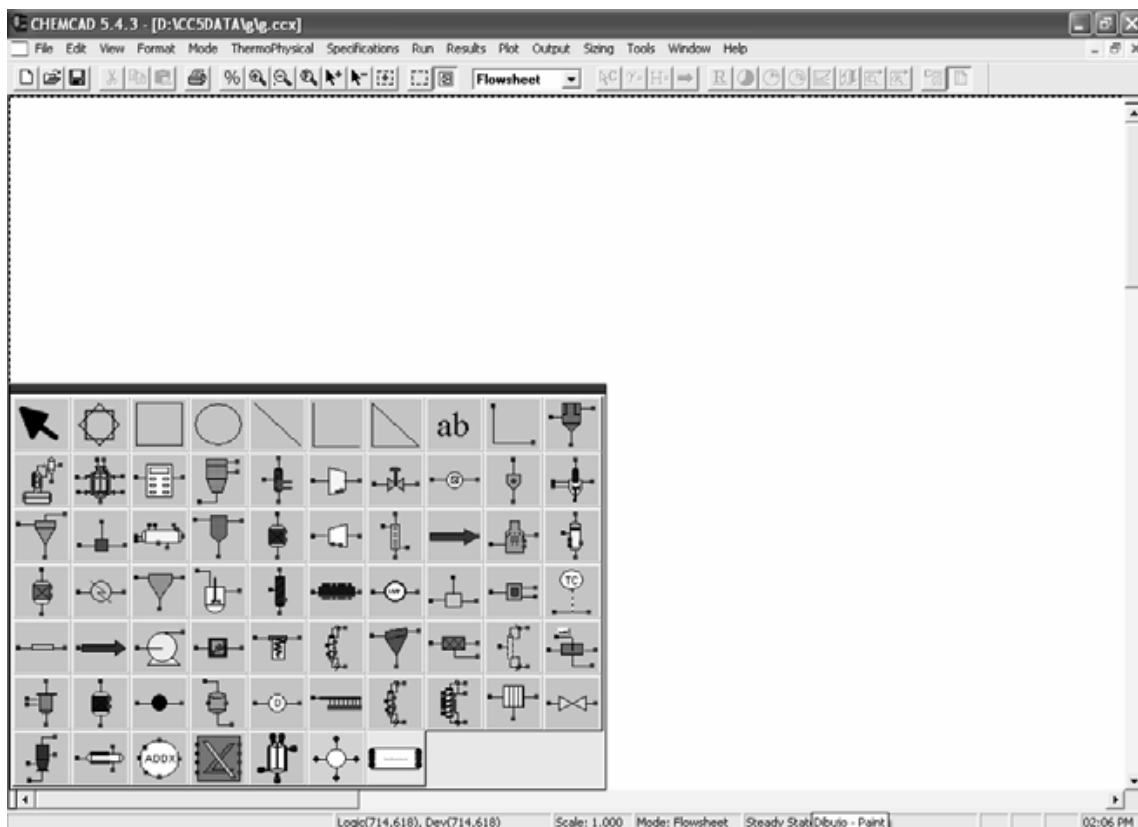 CHEMCAD 5.4.3 - [D:\CC5DATA\g\g.ccx]
File Edit View Format Mode ThermoPhysical Specifications Run Results Plot Output Sizing Tools Window Help
% Flowsheet R
ab
TC
D
ADDX
X
Logic(714,618), Dev(714,618) Scale: 1.000 Mode: Flowsheet Steady Stat Dibujo - Paint 02:06 PM